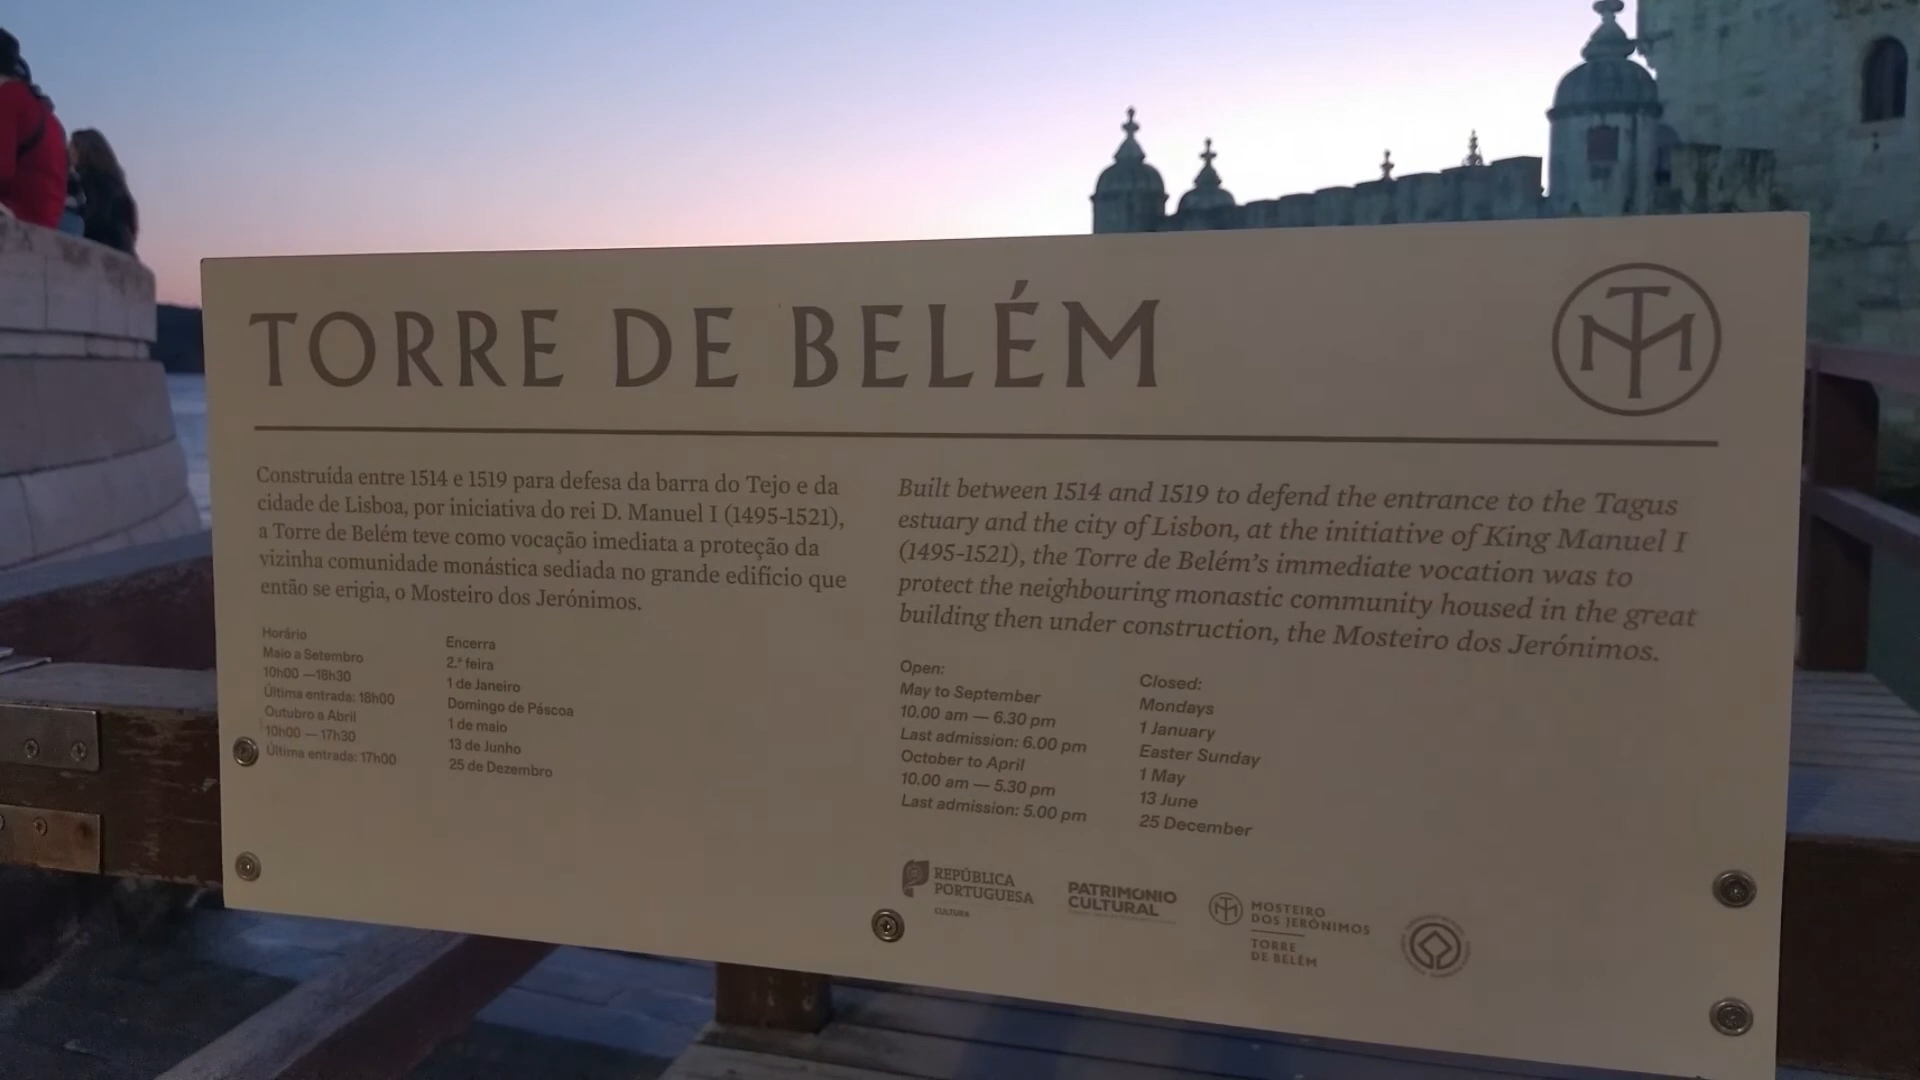 TORRE DE BELÉM
Construída entre 1514 e 1519 para defesa da barra do Tejo e da
cidade de Lisboa, por iniciativa do rei D. Manuel I (1495-1521),
a Torre de Belém teve como vocação imediata a proteção da
vizinha comunidade monástica sediada no grande edifício que
então se erigia, o Mosteiro dos Jerónimos.
Horário
Maio a Setembro
10h00 —18h30
Última entrada: 18h00
Outubro a Abril
10h00 — 17h30
Última entrada: 17h00
Encerra
2.ª feira
1 de Janeiro
Domingo de Páscoa
1 de maio
13 de Junho
25 de Dezembro
Built between 1514 and 1519 to defend the entrance to the Tagus
estuary and the city of Lisbon, at the initiative of King Manuel I
(1495-1521), the Torre de Belém's immediate vocation was to
protect the neighbouring monastic community housed in the great
building then under construction, the Mosteiro dos Jerónimos.
Open:
May to September
10.00 am — 6.30 pm
Last admission: 6.00 pm
October to April
10.00 am — 5.30 pm
Last admission: 5.00 pm
Closed:
Mondays
1 January
Easter Sunday
1 May
13 June
25 December
REPÚBLICA
PORTUGUESA
CULTURA
PATRIMÓNIO
CULTURAL
MOSTEIRO
DOS JERÓNIMOS
TORRE
DE BELÉM